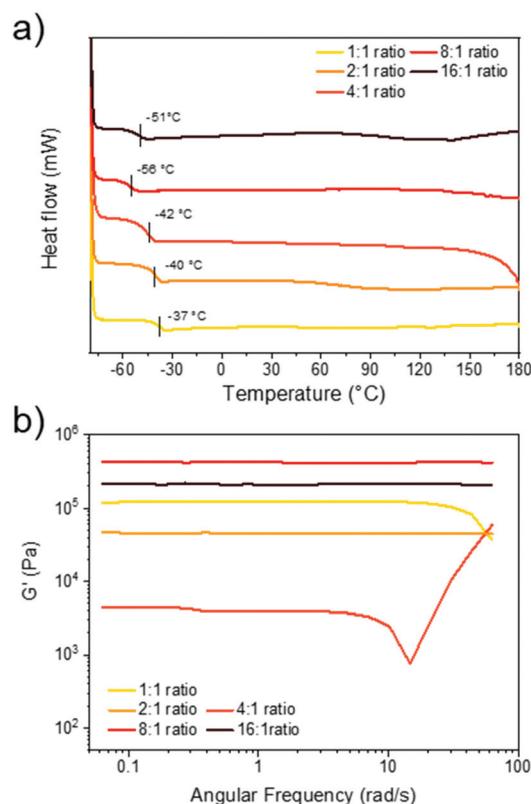 a)
1:1 ratio 8:1 ratio
2:1 ratio 16:1 ratio
4:1 ratio
-51°C
-56 °C
-42 °C
-40 °C
-37 °C
Heat flow (mW)
-60 -30 0 30 60 90 120 150 180
Temperature (°C)
b)
10⁶
10⁵
10⁴
10³
10²
G' (Pa)
1:1 ratio 4:1 ratio
2:1 ratio 16:1ratio
8:1 ratio
0.1 1 10 100
Angular Frequency (rad/s)